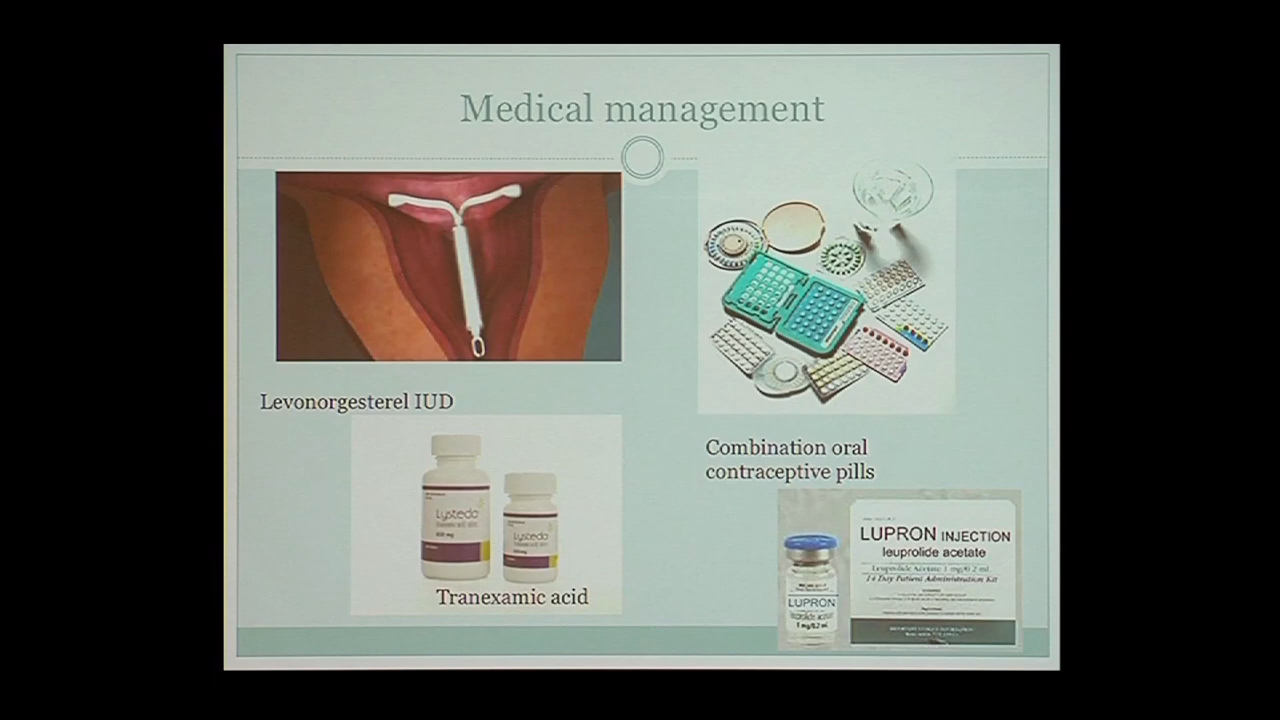 Medical management
Levonorgesterel IUD
Lysteda
Lysteda
Tranexamic acid
Combination oral
contraceptive pills
LUPRON INJECTION
leuprolide acetate
Leuprolide Acetate 1 mg/0.2 mL
14 Day Patient Administration Kit
LUPRON
leuprolide acetate
1 mg/0.2 mL